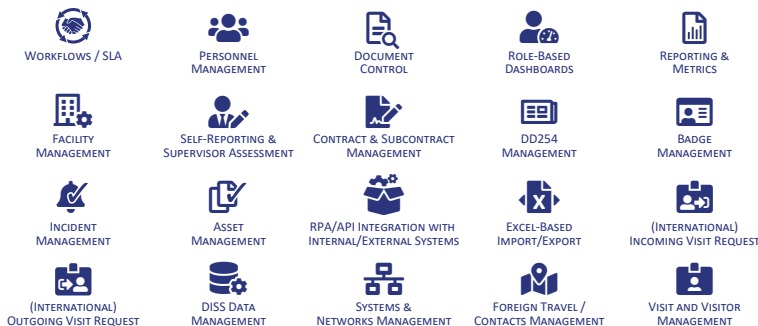 WORKFLOWS / SLA
PERSONNEL
MANAGEMENT
DOCUMENT
CONTROL
ROLE-BASED
DASHBOARDS
REPORTING &
METRICS
FACILITY
MANAGEMENT
SELF-REPORTING &
SUPERVISOR ASSESSMENT
CONTRACT & SUBCONTRACT
MANAGEMENT
DD254
MANAGEMENT
BADGE
MANAGEMENT
INCIDENT
MANAGEMENT
ASSET
MANAGEMENT
RPA/API INTEGRATION WITH
INTERNAL/EXTERNAL SYSTEMS
X
EXCEL-BASED
IMPORT/EXPORT
(INTERNATIONAL)
INCOMING VISIT REQUEST
(INTERNATIONAL)
OUTGOING VISIT REQUEST
DISS DATA
MANAGEMENT
SYSTEMS &
NETWORKS MANAGEMENT
FOREIGN TRAVEL /
CONTACTS MANAGEMENT
VISIT AND VISITOR
MANAGEMENT